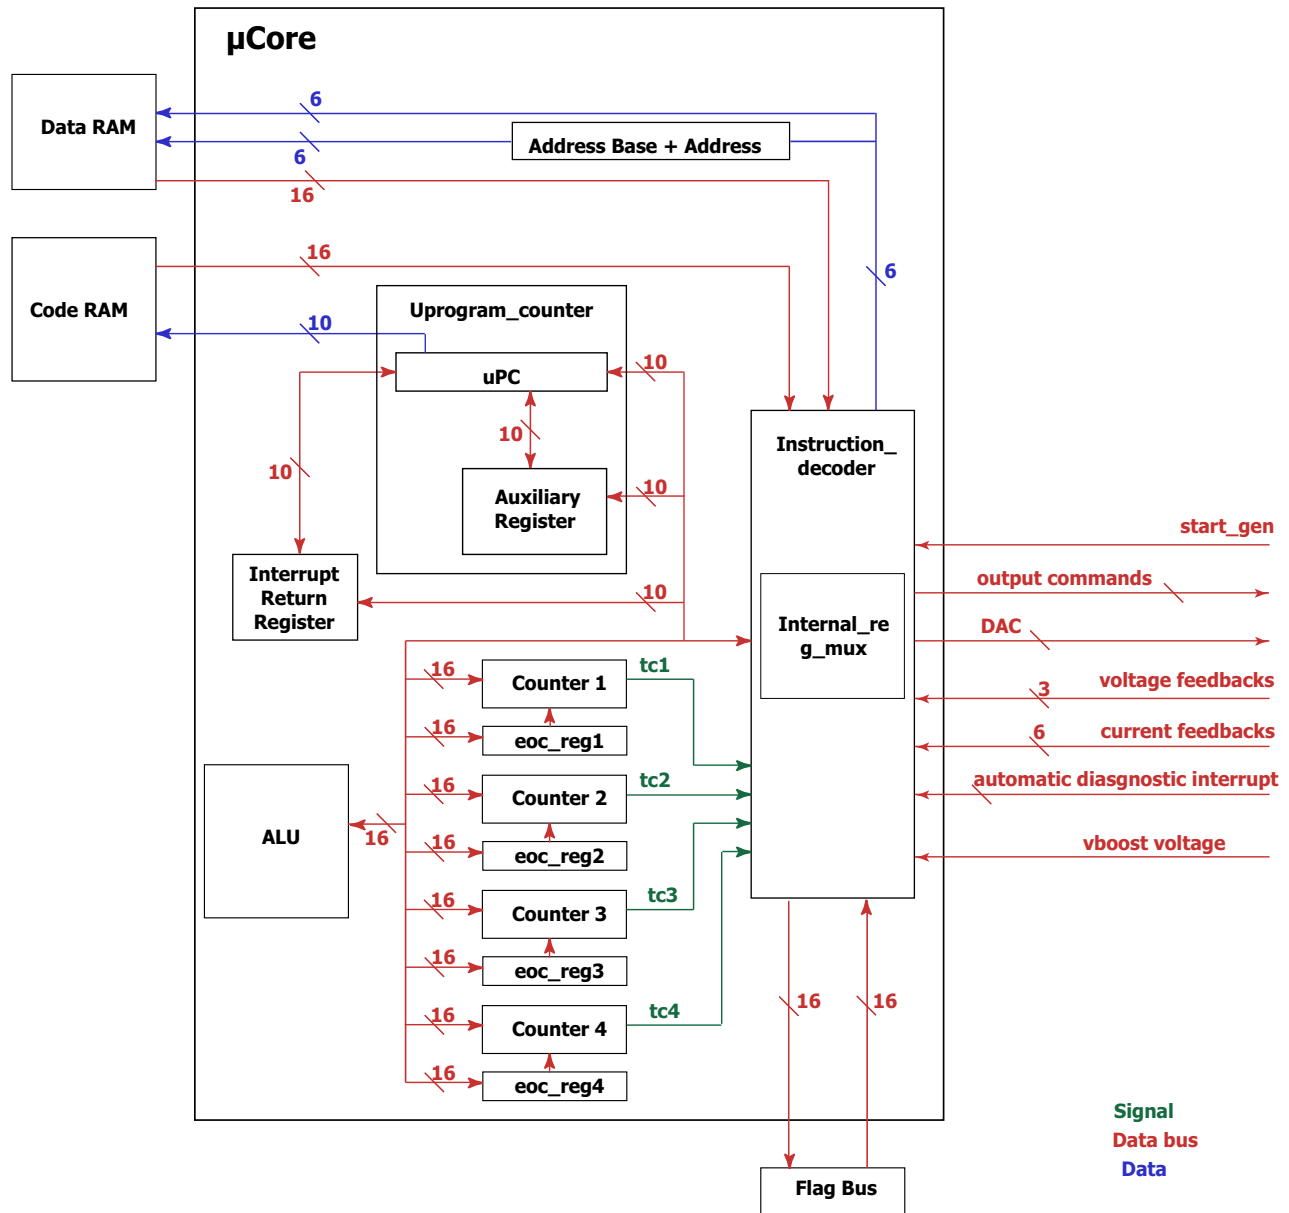 µCore
6
Data RAM
Address Base + Address
6
16
16
6
Code RAM
Uprogram_counter
10
uPC
10
10
10
Instruction_
decoder
10
Auxiliary
Register
start_gen
Interrupt
Return
Register
10
output commands
Internal_re
g_mux
DAC
16
Counter 1
tc1
voltage feedbacks
3
16
eoc_reg1
current feedbacks
6
16
Counter 2
tc2
automatic diasgnostic interrupt
ALU
16
16
eoc_reg2
vboost voltage
16
Counter 3
tc3
16
eoc_reg3
16
16
16
Counter 4
tc4
16
eoc_reg4
Signal
Data bus
Data
Flag Bus